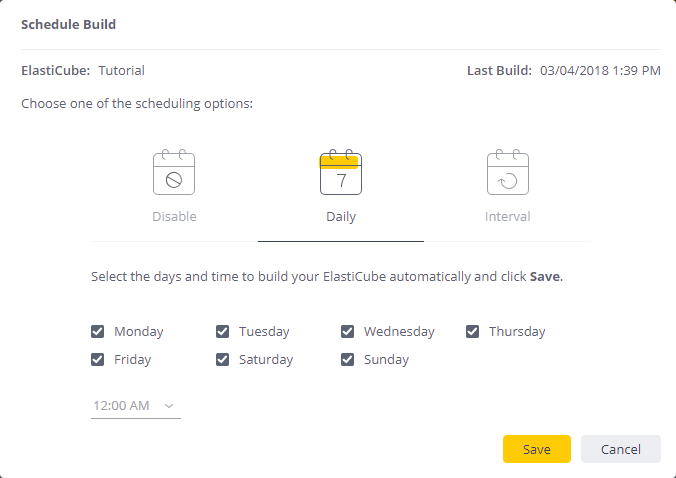 Schedule Build
ElastiCube: Tutorial Last Build: 03/04/2018 1:39 PM
Choose one of the scheduling options:
7
Disable Daily Interval
Select the days and time to build your ElastiCube automatically and click Save.
Monday Tuesday Wednesday Thursday
Friday Saturday Sunday
12:00 AM
Save Cancel